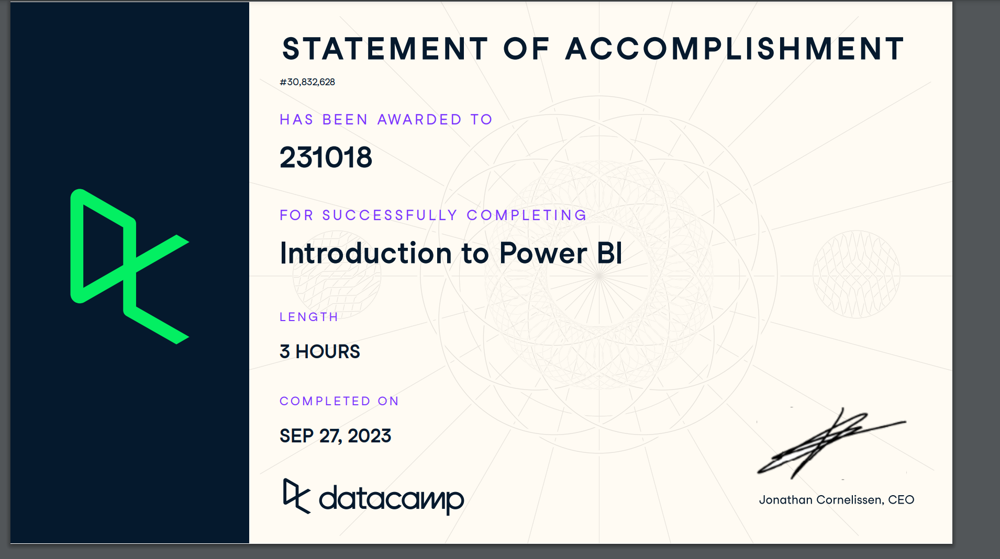 STATEMENT OF ACCOMPLISHMENT
#30,832,628
HAS BEEN AWARDED TO
231018
FOR SUCCESSFULLY COMPLETING
Introduction to Power BI
LENGTH
3 HOURS
COMPLETED ON
SEP 27, 2023
datacamp
Jonathan Cornelissen, CEO